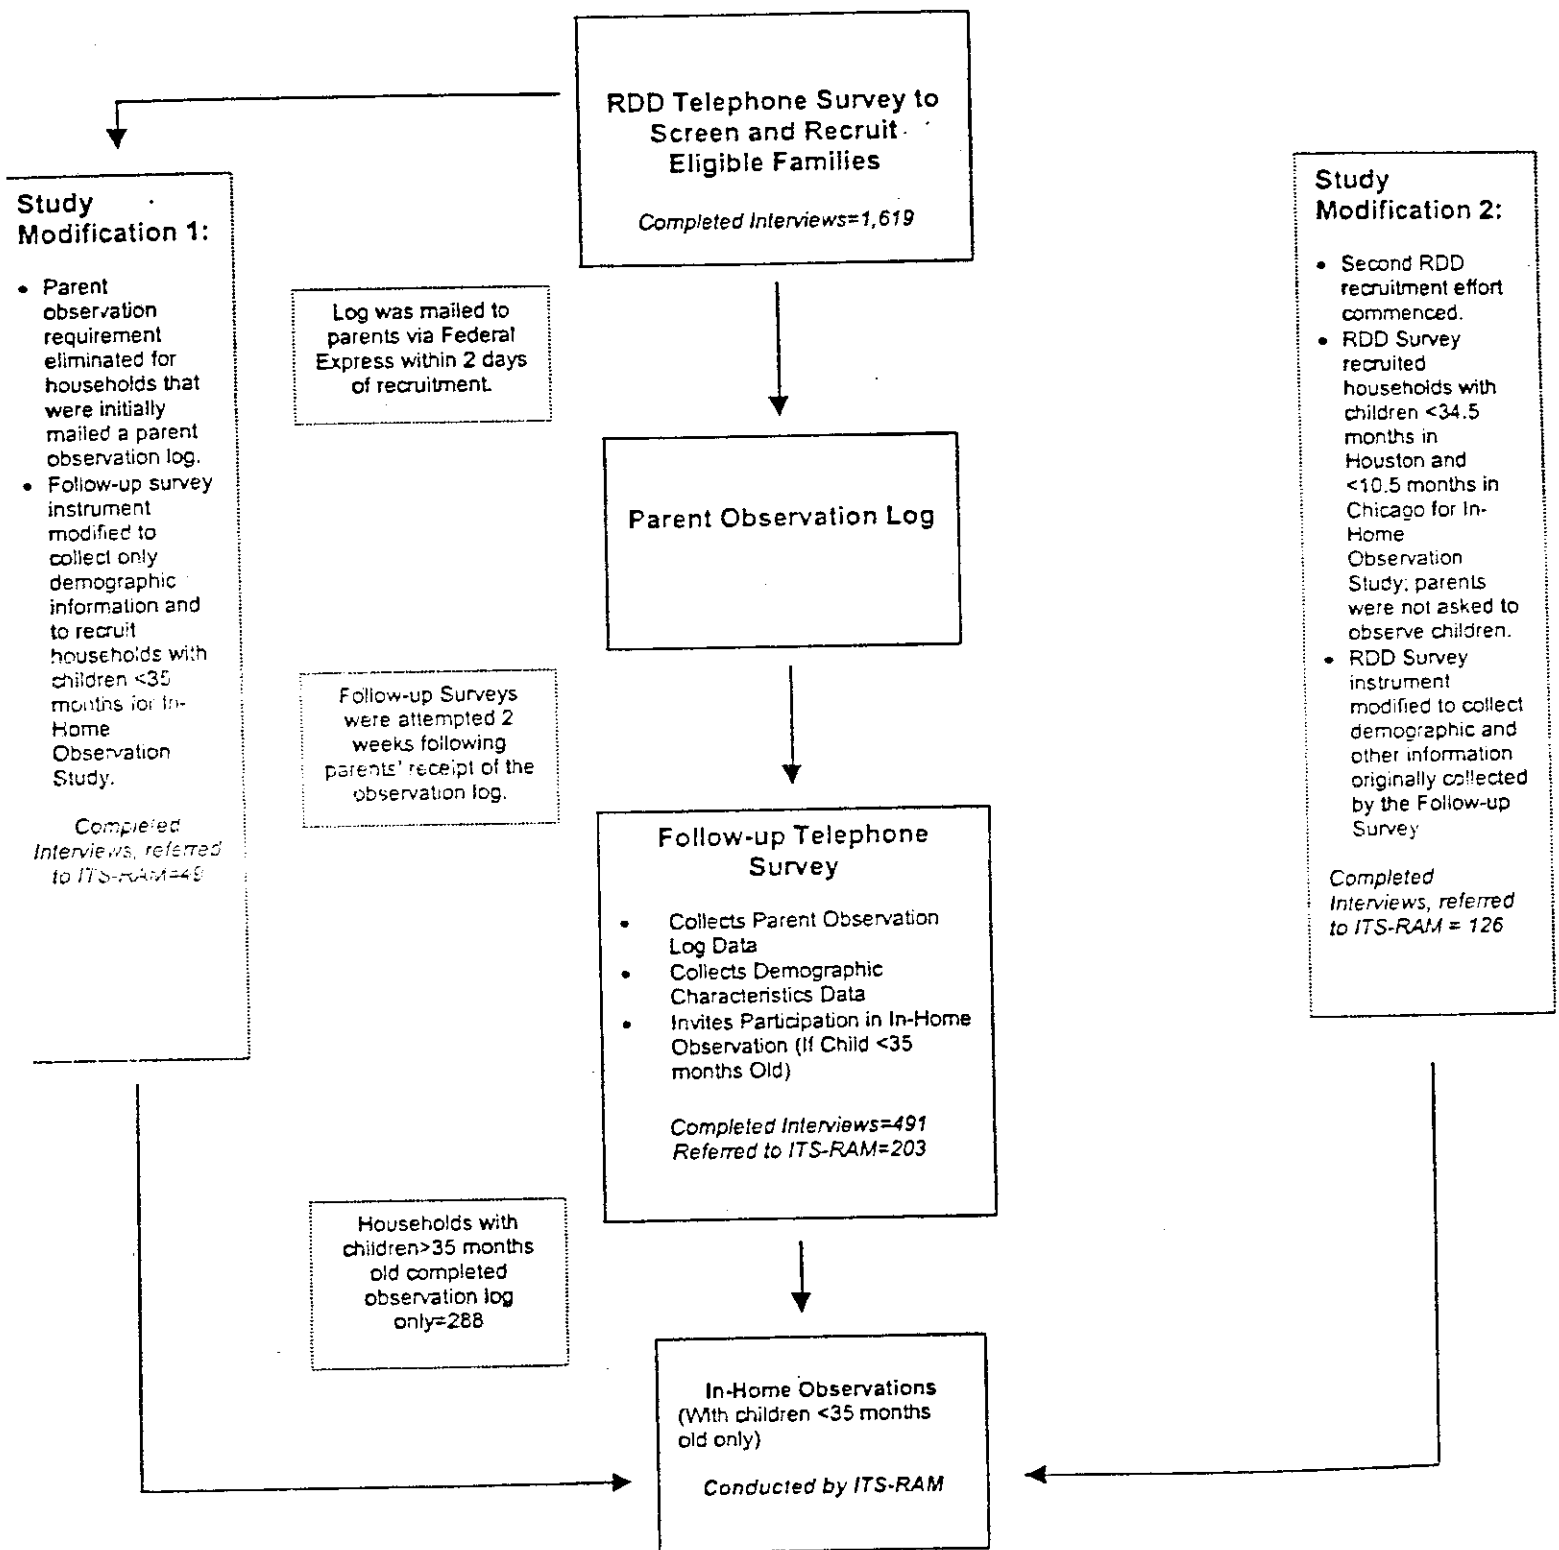 RDD Telephone Survey to
Screen and Recruit
Eligible Families
Completed Interviews=1,619
Study
Modification 1:
• Parent
observation
requirement
eliminated for
households that
were initially
mailed a parent
observation log.
• Follow-up survey
instrument
modified to
collect only
demographic
information and
to recruit
households with
children <35
months for In-
Home
Observation
Study.
Completed
Interviews, referred
to ITS-RAM=49
Log was mailed to
parents via Federal
Express within 2 days
of recruitment.
Parent Observation Log
Follow-up Surveys
were attempted 2
weeks following
parents' receipt of the
observation log.
Follow-up Telephone
Survey
• Collects Parent Observation
Log Data
• Collects Demographic
Characteristics Data
• Invites Participation in In-Home
Observation (If Child <35
months Old)
Completed Interviews=491
Referred to ITS-RAM=203
Households with
children>35 months
old completed
observation log
only=288
In-Home Observations
(With children <35 months
old only)
Conducted by ITS-RAM
Study
Modification 2:
• Second RDD
recruitment effort
commenced.
• RDD Survey
recruited
households with
children <34.5
months in
Houston and
<10.5 months in
Chicago for In-
Home
Observation
Study; parents
were not asked to
observe children.
• RDD Survey
instrument
modified to collect
demographic and
other information
originally collected
by the Follow-up
Survey
Completed
Interviews, referred
to ITS-RAM = 126